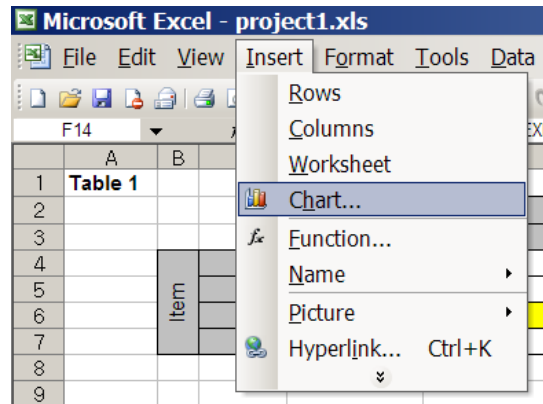 Microsoft Excel - project1.xls
File Edit View Insert Format Tools Data
Rows
F14
Columns
A B
Worksheet
1 Table 1
Chart...
2
3
Function...
4
Name
5
Item
6
Picture
7
Hyperlink... Ctrl+K
8
9